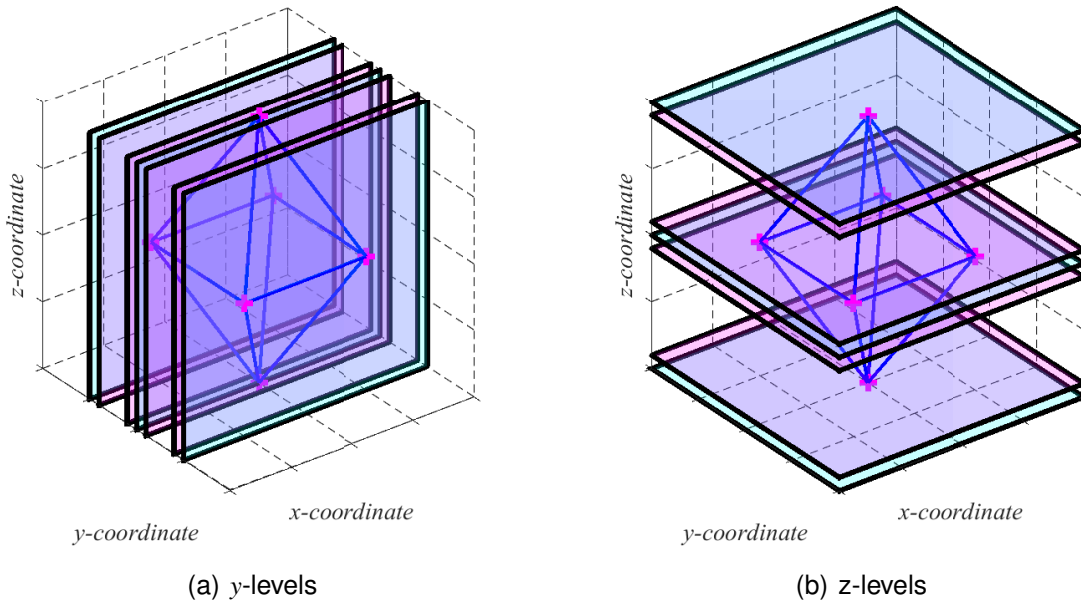 z-coordinate
y-coordinate
x-coordinate
(a) y-levels
z-coordinate
y-coordinate
x-coordinate
(b) z-levels